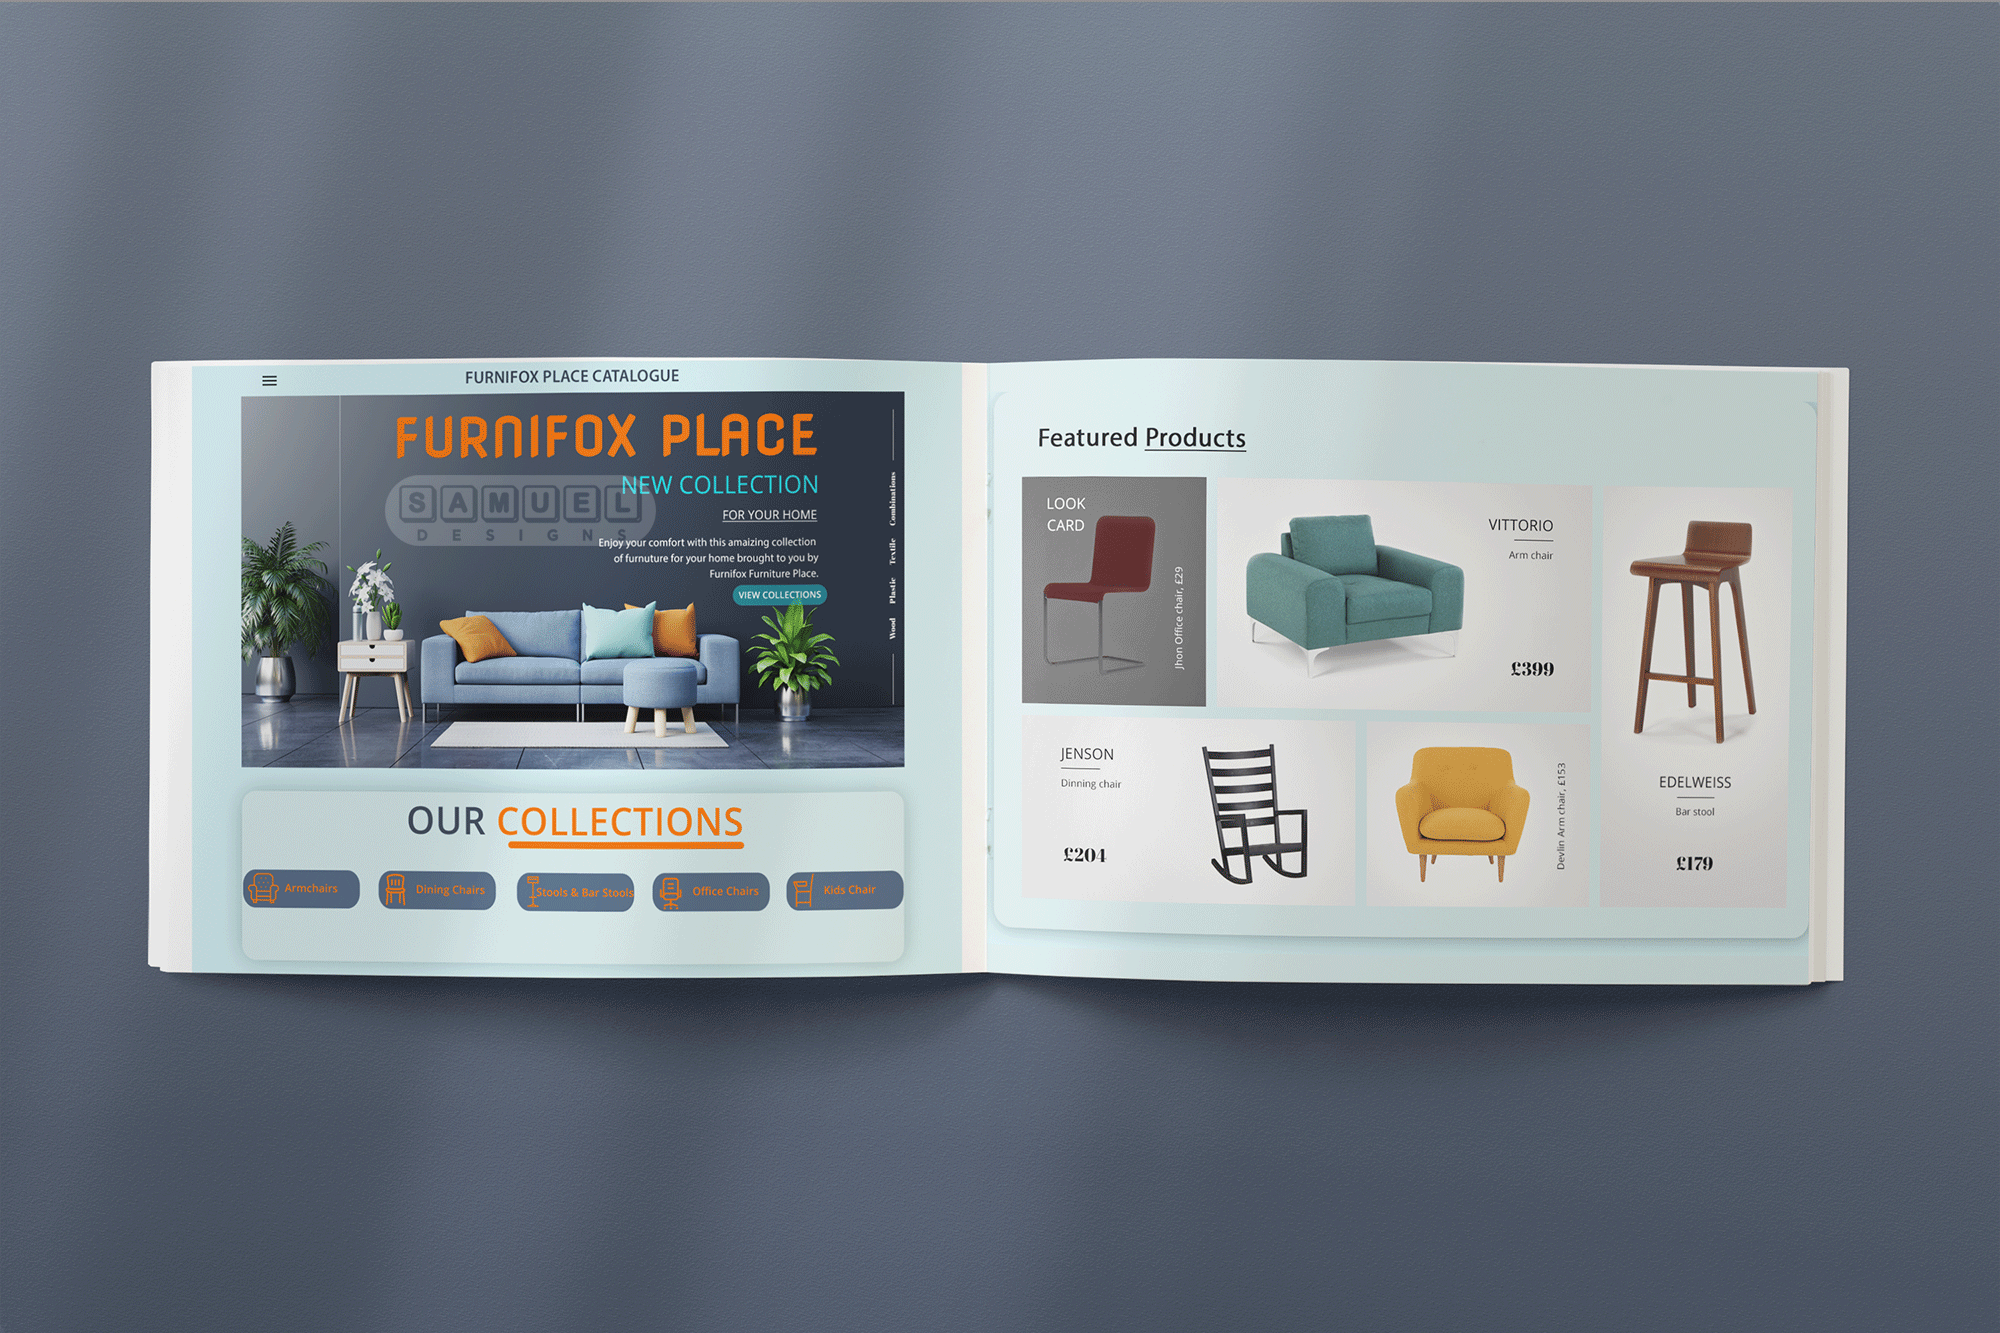 FURNIFOX PLACE CATALOGUE
FURNIFOX PLACE
NEW COLLECTION
SAMUEL
DESIGNS
FOR YOUR HOME
Enjoy your comfort with this amaizing collection
of furnuture for your home brought to you by
Furnifox Furniture Place.
VIEW COLLECTIONS
Wood Plastic Textile Combinations
OUR COLLECTIONS
Armchairs
Dining Chairs
Stools & Bar Stools
Office Chairs
Kids Chair
Featured Products
LOOK
CARD
Jhon Office chair, £29
VITTORIO
Arm chair
£399
JENSON
Dinning chair
£204
Devlin Arm chair, £153
EDELWEISS
Bar stool
£179